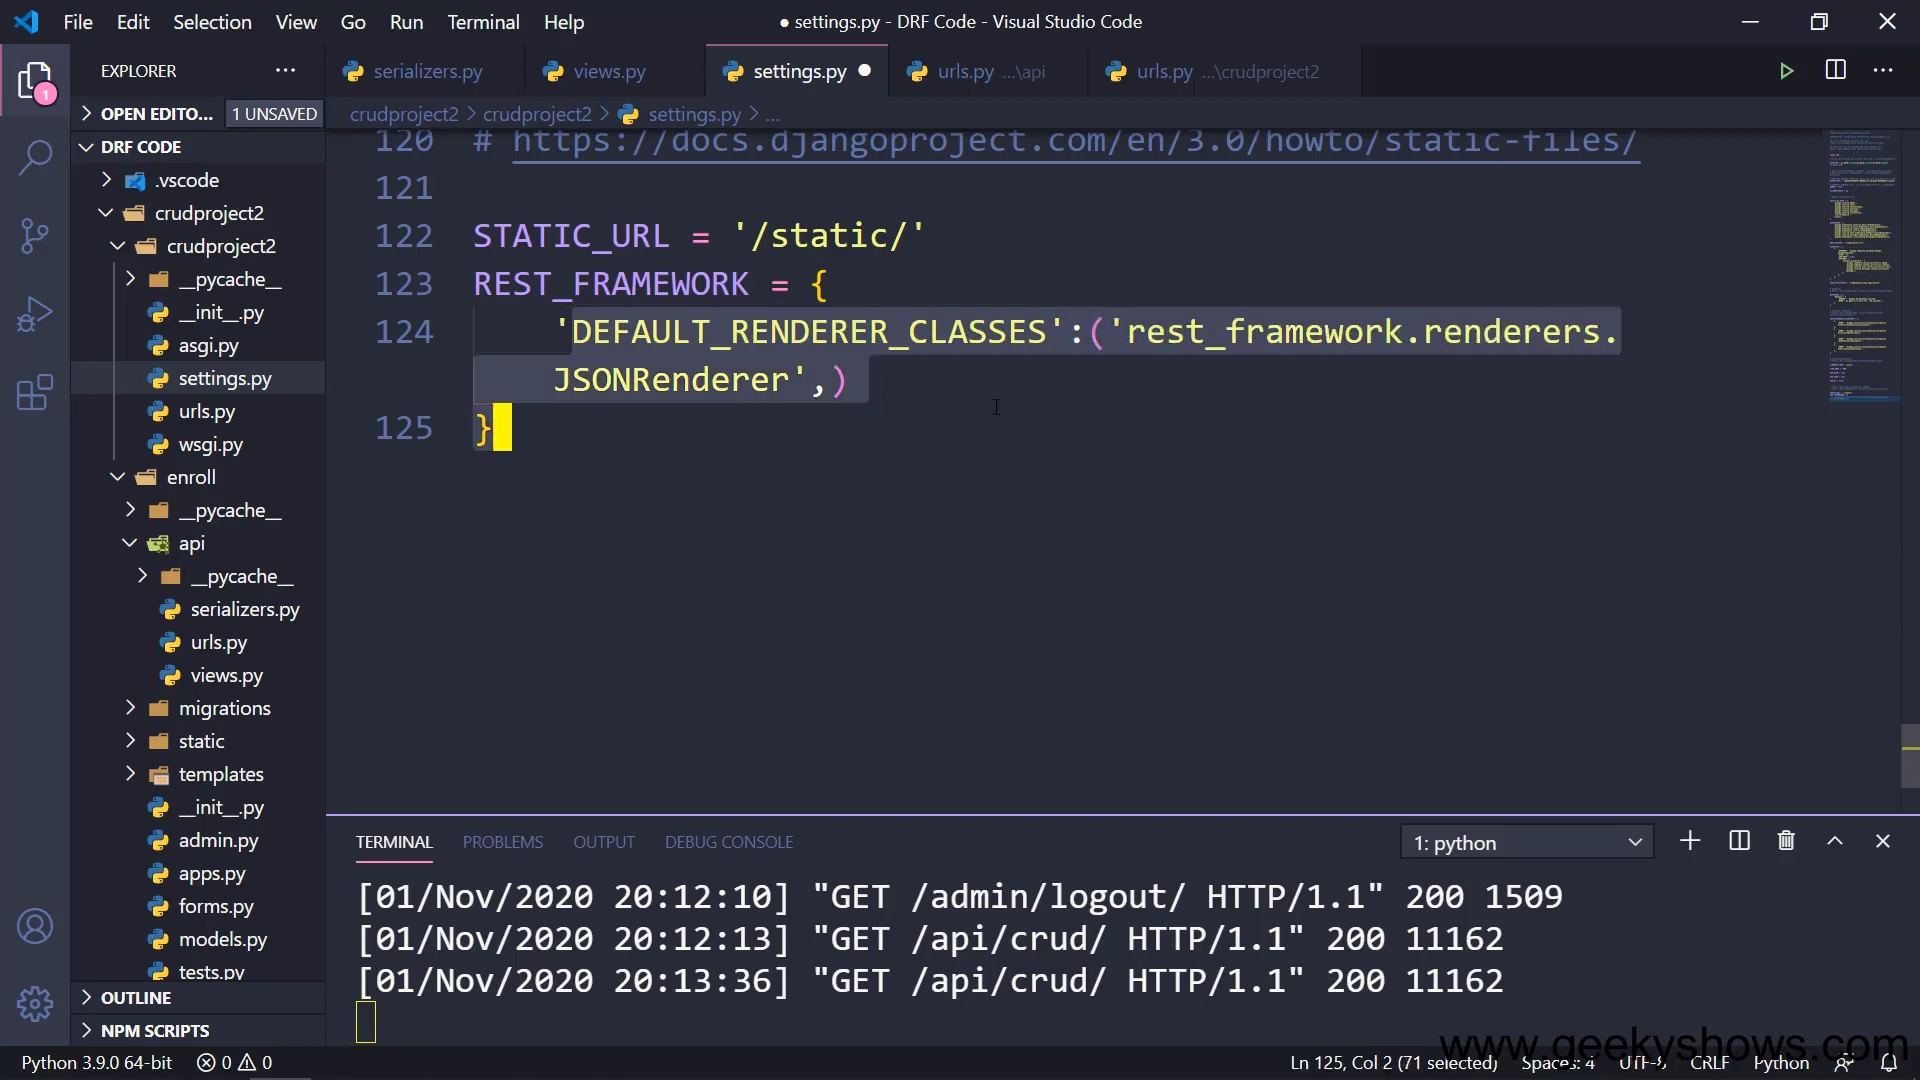 File Edit Selection View Go Run Terminal Help
● settings.py - DRF Code - Visual Studio Code
EXPLORER
1
serializers.py
views.py
settings.py
urls.py ...\api
urls.py ...\crudproject2
OPEN EDITO... 1 UNSAVED
crudproject2 > crudproject2 > settings.py > ...
DRF CODE
.vscode
crudproject2
crudproject2
__pycache__
__init__.py
asgi.py
settings.py
urls.py
wsgi.py
enroll
__pycache__
api
__pycache__
serializers.py
urls.py
views.py
migrations
static
templates
__init__.py
admin.py
apps.py
forms.py
models.py
tests.py
OUTLINE
NPM SCRIPTS
120 # https://docs.djangoproject.com/en/3.0/howto/static-files/
121
122 STATIC_URL = '/static/'
123 REST_FRAMEWORK = {
124 'DEFAULT_RENDERER_CLASSES':('rest_framework.renderers.
JSONRenderer',)
125 }
TERMINAL PROBLEMS OUTPUT DEBUG CONSOLE
1: python
[01/Nov/2020 20:12:10] "GET /admin/logout/ HTTP/1.1" 200 1509
[01/Nov/2020 20:12:13] "GET /api/crud/ HTTP/1.1" 200 11162
[01/Nov/2020 20:13:36] "GET /api/crud/ HTTP/1.1" 200 11162
www.geekyshows.com
Python 3.9.0 64-bit 0 0
Ln 125, Col 2 (71 selected) Spaces: 4 UTF-8 CRLF Python